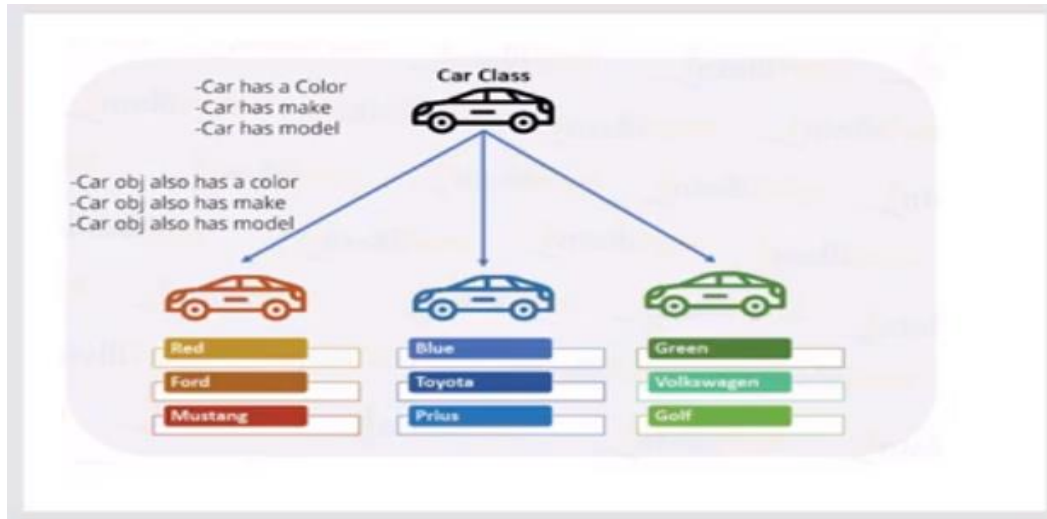 Car Class
-Car has a Color
-Car has make
-Car has model
-Car obj also has a color
-Car obj also has make
-Car obj also has model
Red
Ford
Mustang
Blue
Toyota
Prius
Green
Volkswagen
Golf